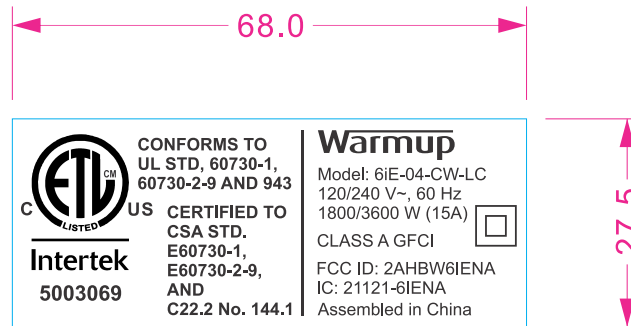 68.0
CONFORMS TO
UL STD, 60730-1,
60730-2-9 AND 943
ETL
CM
LISTED
C
US
Intertek
5003069
CERTIFIED TO
CSA STD.
E60730-1,
E60730-2-9,
AND
C22.2 No. 144.1
Warmup
Model: 6iE-04-CW-LC
120/240 V~, 60 Hz
1800/3600 W (15A)
CLASS A GFCI
FCC ID: 2AHBW6IENA
IC: 21121-6IENA
Assembled in China
27.5